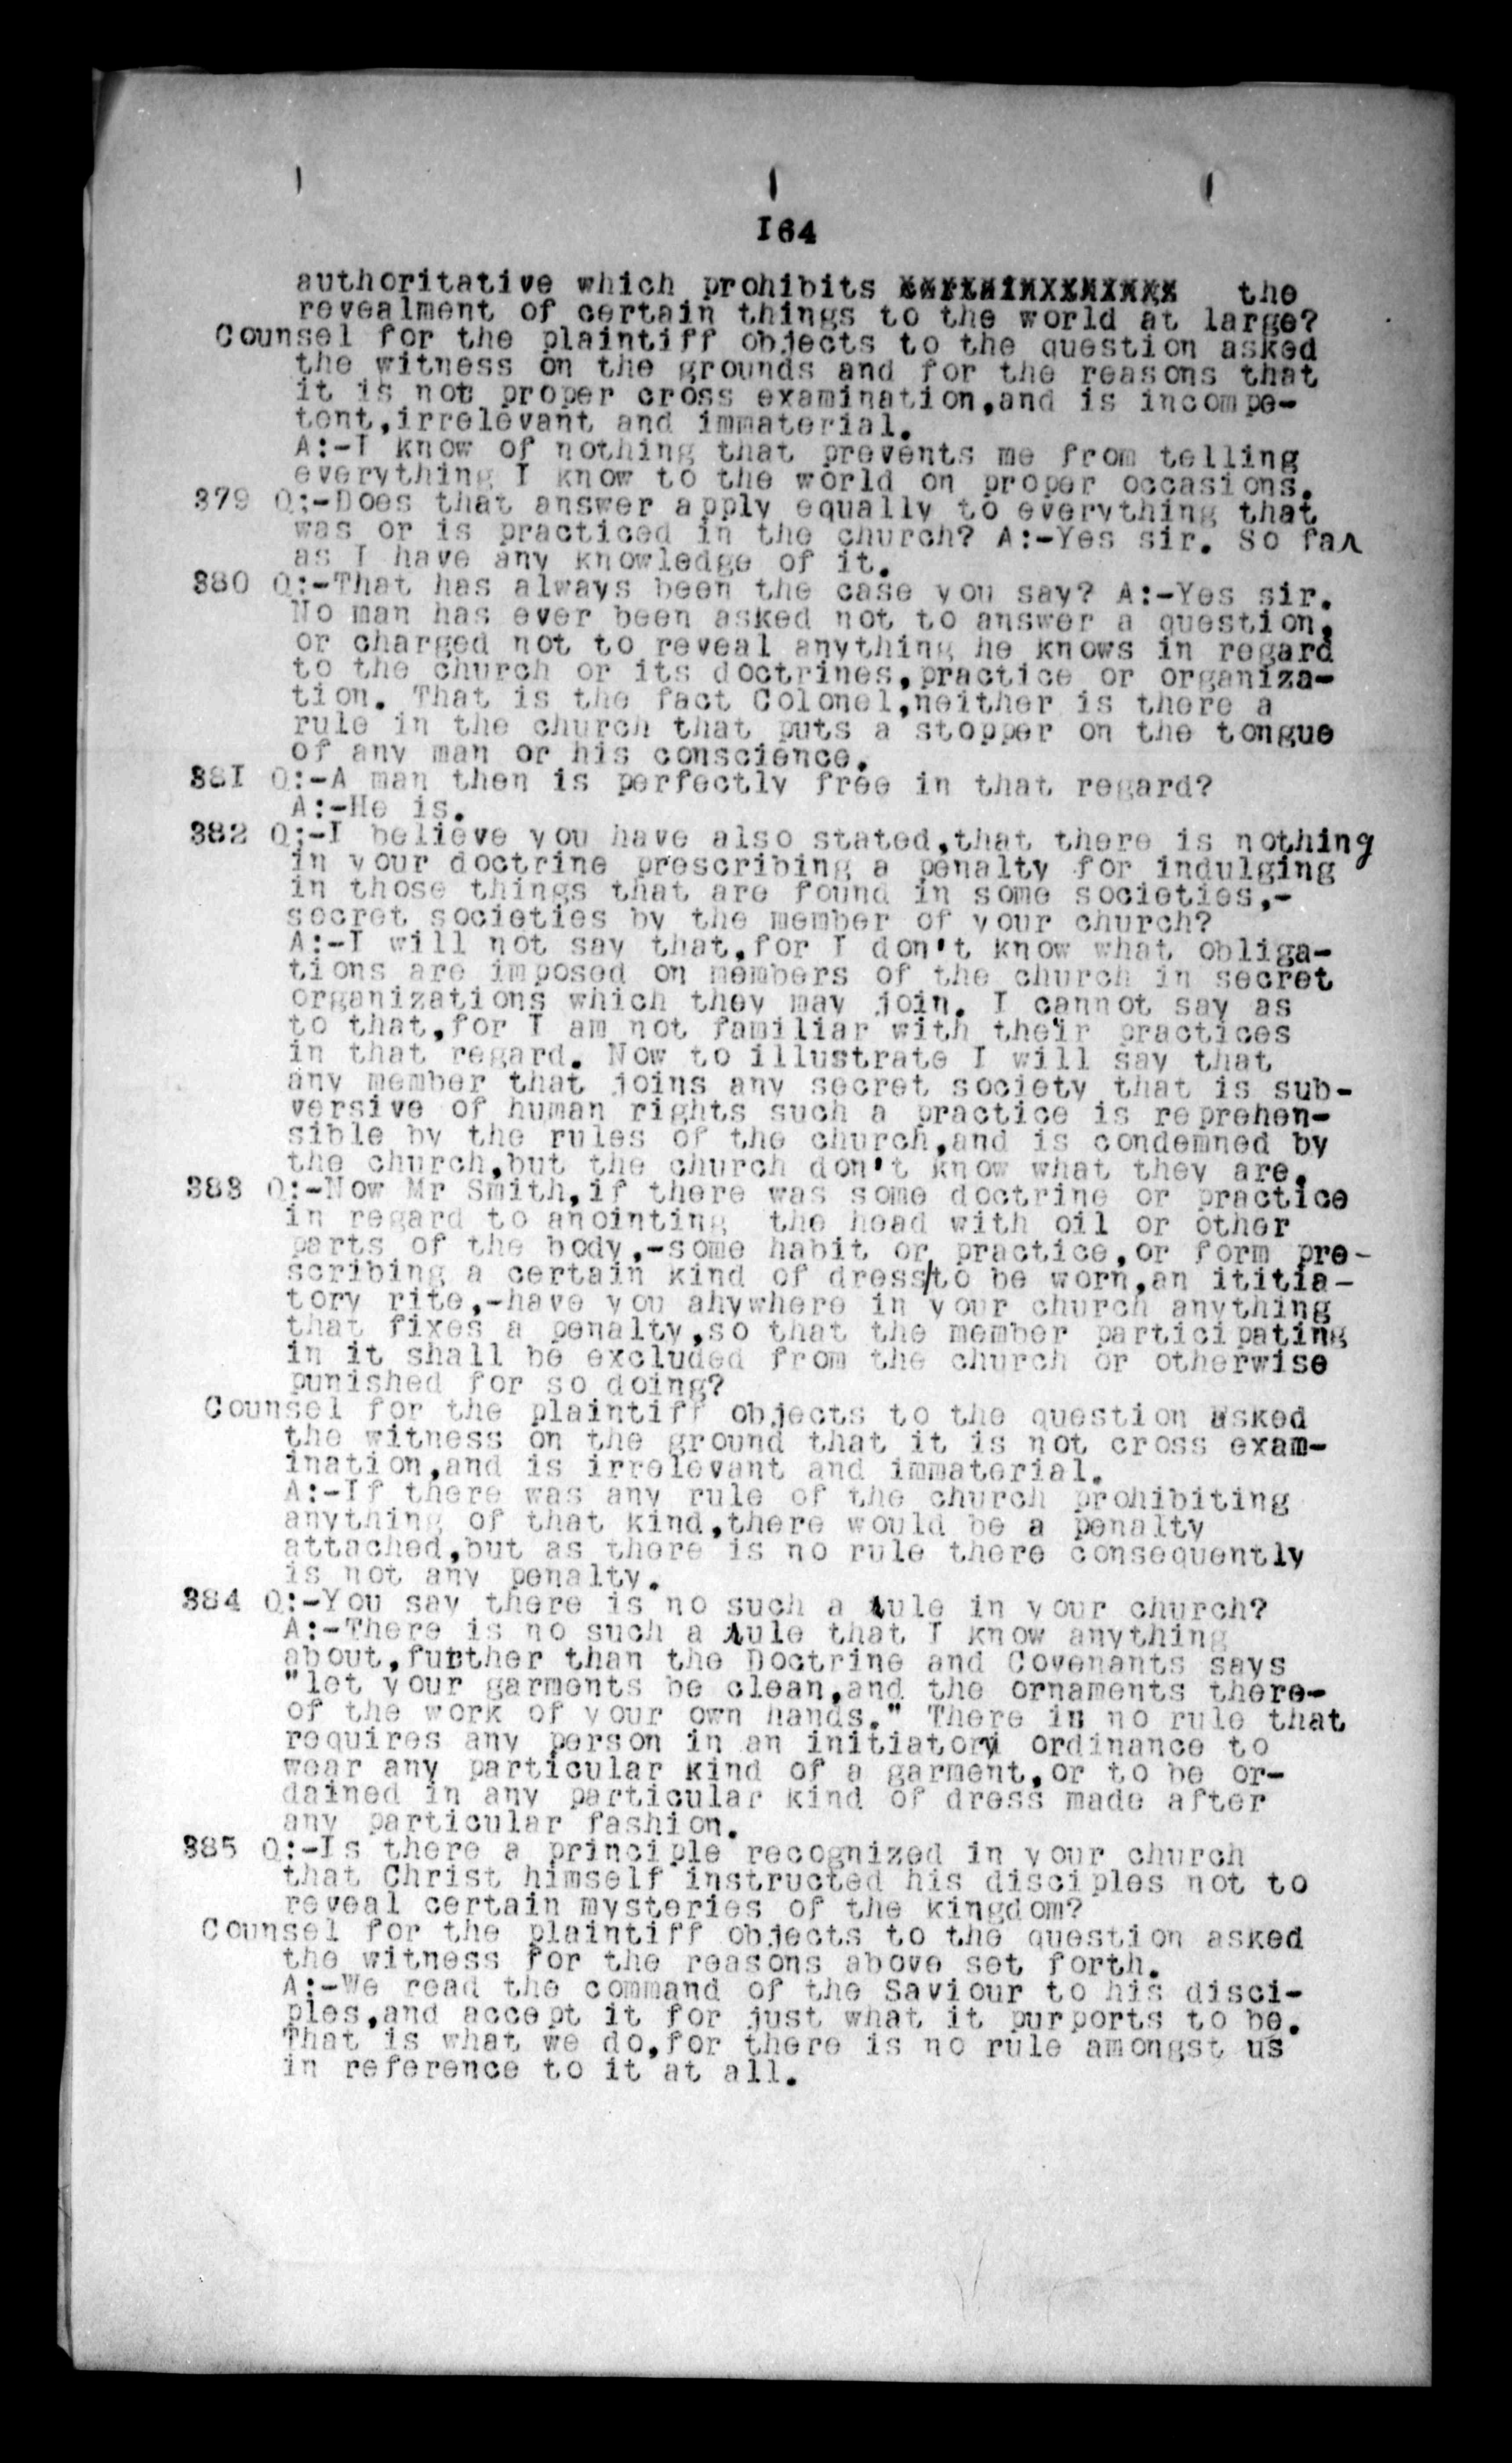 164
authoritative which prohibits the
revealment of certain things to the world at large?
Counsel for the plaintiff objects to the question asked
the witness on the grounds and for the reasons that
it is not proper cross examination,and is incompe-
tent,irrelevant and immaterial.
A:-I know of nothing that prevents me from telling
everything I know to the world on proper occasions.
379 Q:-Does that answer apply equally to everything that
was or is practiced in the church? A:-Yes sir. So far
as I have any knowledge of it.
380 Q:-That has always been the case you say? A:-Yes sir.
No man has ever been asked not to answer a question,
or charged not to reveal anything he knows in regard
to the church or its doctrines,practice or organiza-
tion. That is the fact Colonel,neither is there a
rule in the church that puts a stopper on the tongue
of any man or his conscience.
381 Q:-A man then is perfectly free in that regard?
A:-He is.
382 Q:-I believe you have also stated,that there is nothing
in your doctrine prescribing a penalty for indulging
in those things that are found in some societies,-
secret societies by the member of your church?
A:-I will not say that,for I don't know what obliga-
tions are imposed on members of the church in secret
organizations which they may join. I cannot say as
to that,for I am not familiar with their practices
in that regard. Now to illustrate I will say that
any member that joins any secret society that is sub-
versive of human rights such a practice is reprehen-
sible by the rules of the church,and is condemned by
the church,but the church don't know what they are.
383 Q:-Now Mr Smith,if there was some doctrine or practice
in regard to anointing the head with oil or other
parts of the body,-some habit or practice,or form pre-
scribing a certain kind of dress/to be worn,an ititia-
tory rite,-have you ahywhere in your church anything
that fixes a penalty,so that the member participating
in it shall be excluded from the church or otherwise
punished for so doing?
Counsel for the plaintiff objects to the question asked
the witness on the ground that it is not cross exam-
ination,and is irrelevant and immaterial.
A:-If there was any rule of the church prohibiting
anything of that kind,there would be a penalty
attached,but as there is no rule there consequently
is not any penalty.
384 Q:-You say there is no such a rule in your church?
A:-There is no such a rule that I know anything
about,further than the Doctrine and Covenants says
"let your garments be clean,and the ornaments there-
of the work of your own hands." There is no rule that
requires any person in an initiatory ordinance to
wear any particular kind of a garment,or to be or-
dained in any particular kind of dress made after
any particular fashion.
385 Q:-Is there a principle recognized in your church
that Christ himself instructed his disciples not to
reveal certain mysteries of the kingdom?
Counsel for the plaintiff objects to the question asked
the witness for the reasons above set forth.
A:-We read the command of the Saviour to his disci-
ples,and accept it for just what it purports to be.
That is what we do,for there is no rule amongst us
in reference to it at all.